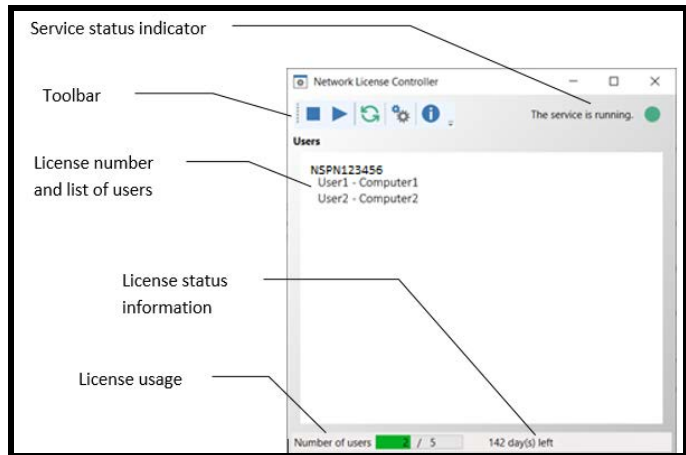 Service status indicator
Network License Controller
Toolbar
The service is running.
Users
License number
and list of users
NSPN123456
User1 - Computer1
User2 - Computer2
License status
information
License usage
Number of users 2 / 5 142 day(s) left